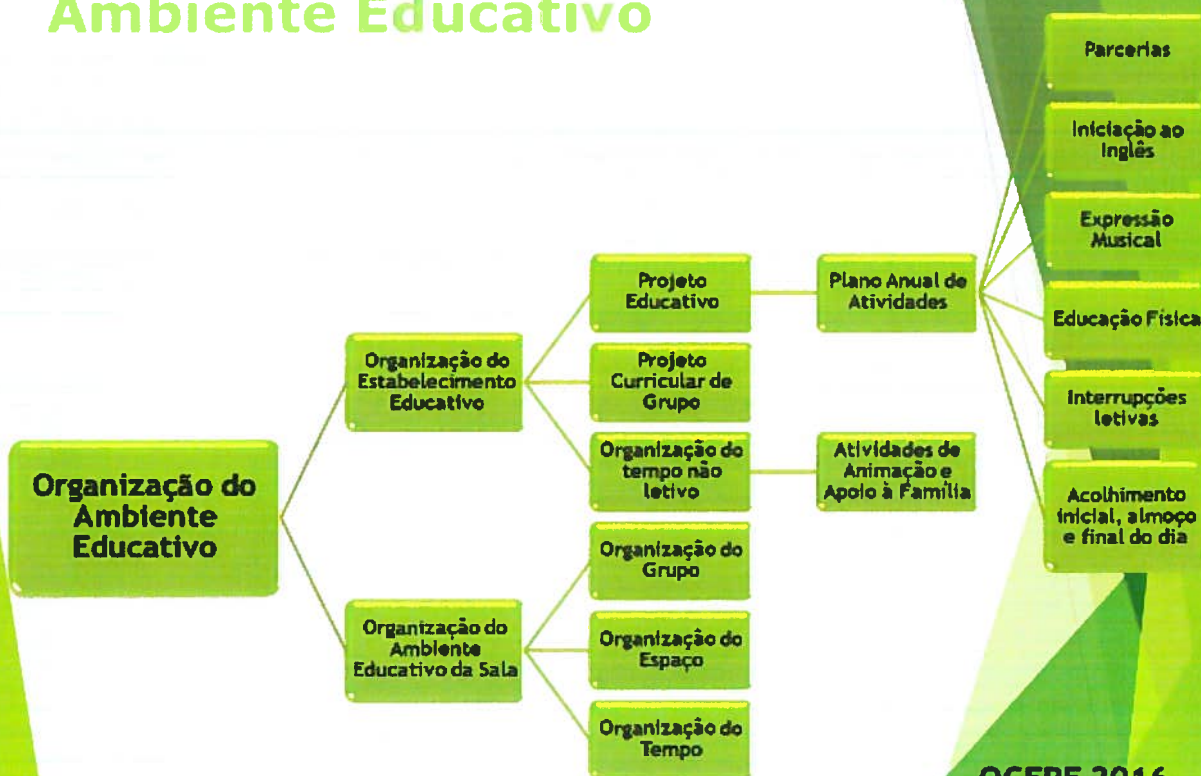 Ambiente Educativo
Organização do
Ambiente
Educativo
Organização do
Estabelecimento
Educativo
Organização do
Ambiente
Educativo da Sala
Projeto
Educativo
Projeto
Curricular de
Grupo
Organização do
tempo não
letivo
Organização do
Grupo
Organização do
Espaço
Organização do
Tempo
Plano Anual de
Atividades
Atividades de
Animação e
Apoio à Família
Parcerias
Iniciação ao
Inglês
Expressão
Musical
Educação Física
Interrupções
letivas
Acolhimento
inicial, almoço
e final do dia
OCEPE 2016